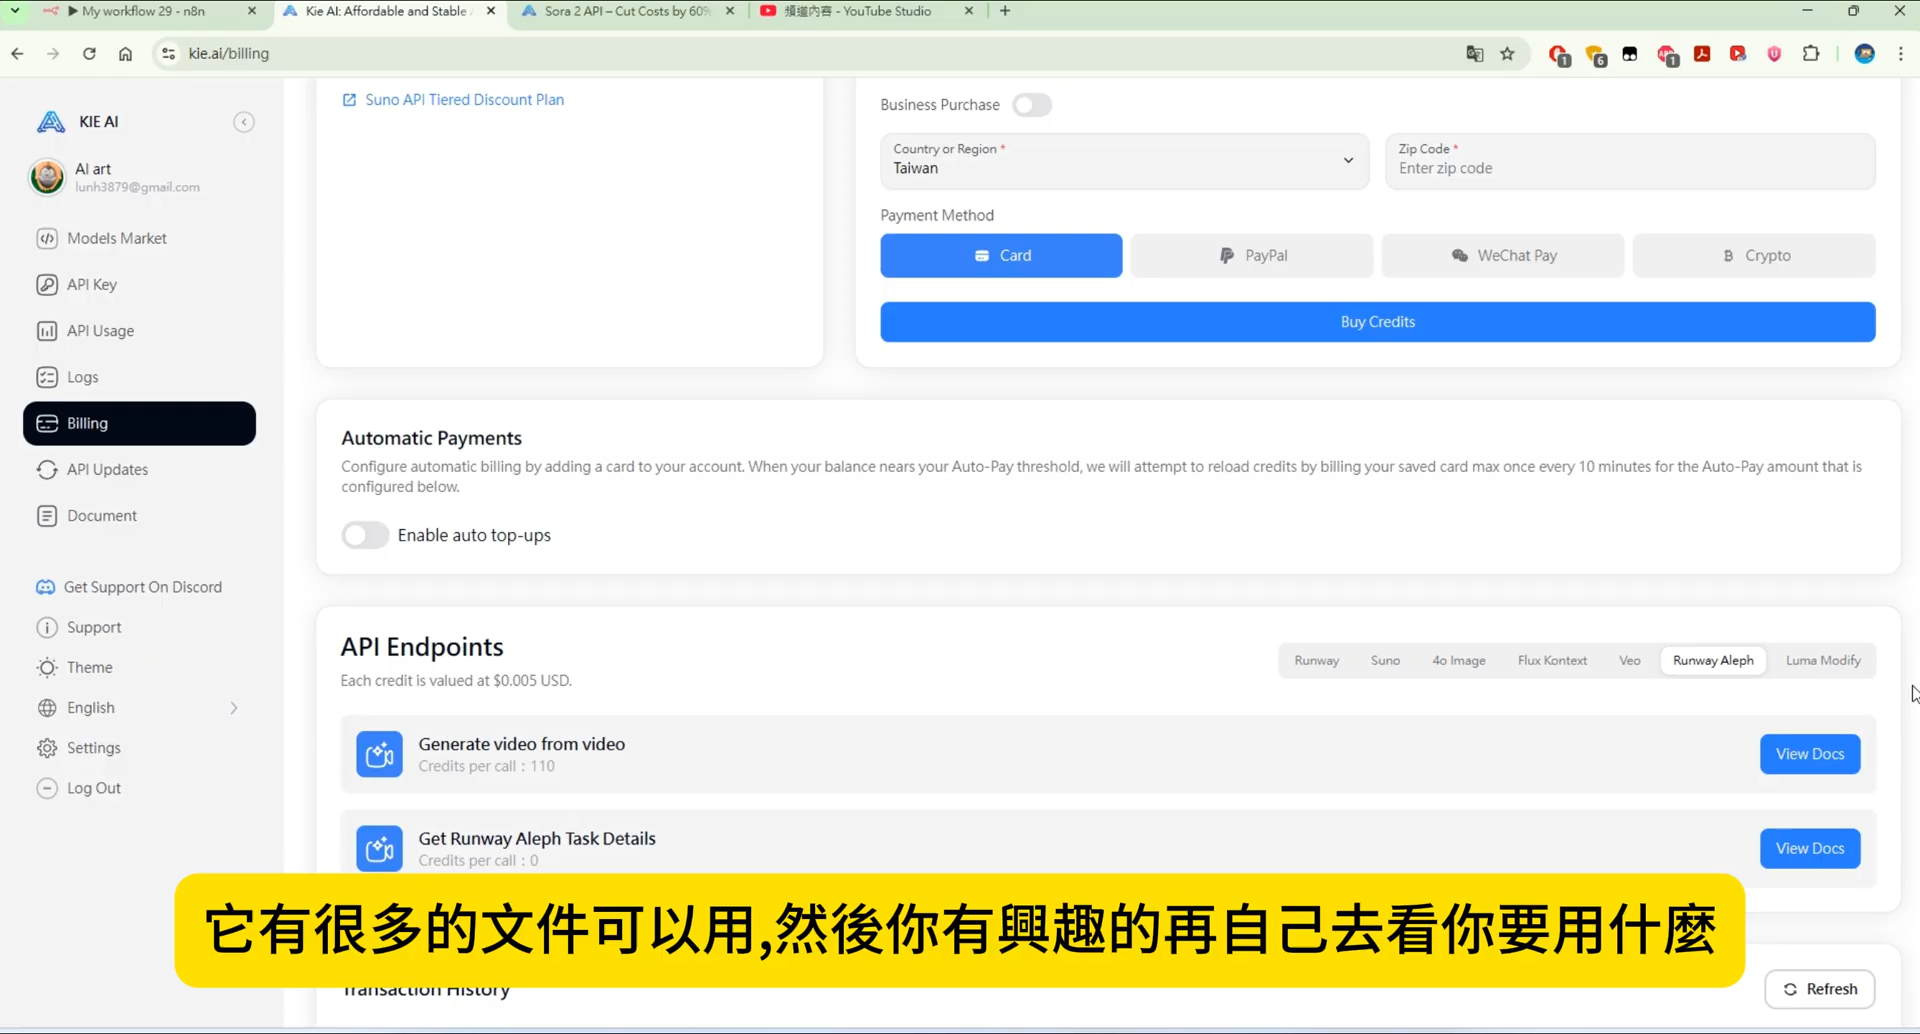 My workflow 29 - n8n
Kie AI: Affordable and Stable
Sora 2 API – Cut Costs by 60%
頻道內容 - YouTube Studio
kie.ai/billing
1
6
1
KIE AI
AI art
lunh3879@gmail.com
Models Market
API Key
API Usage
Logs
Billing
API Updates
Document
Get Support On Discord
Support
Theme
English
Settings
Log Out
Suno API Tiered Discount Plan
Business Purchase
Country or Region *
Taiwan
Zip Code *
Enter zip code
Payment Method
Card
PayPal
WeChat Pay
Crypto
Buy Credits
Automatic Payments
Configure automatic billing by adding a card to your account. When your balance nears your Auto-Pay threshold, we will attempt to reload credits by billing your saved card max once every 10 minutes for the Auto-Pay amount that is
configured below.
Enable auto top-ups
API Endpoints
Each credit is valued at $0.005 USD.
Runway
Suno
4o Image
Flux Kontext
Veo
Runway Aleph
Luma Modify
Generate video from video
Credits per call : 110
View Docs
Get Runway Aleph Task Details
Credits per call : 0
View Docs
它有很多的文件可以用,然後你有興趣的再自己去看你要用什麼
Transaction History
Refresh